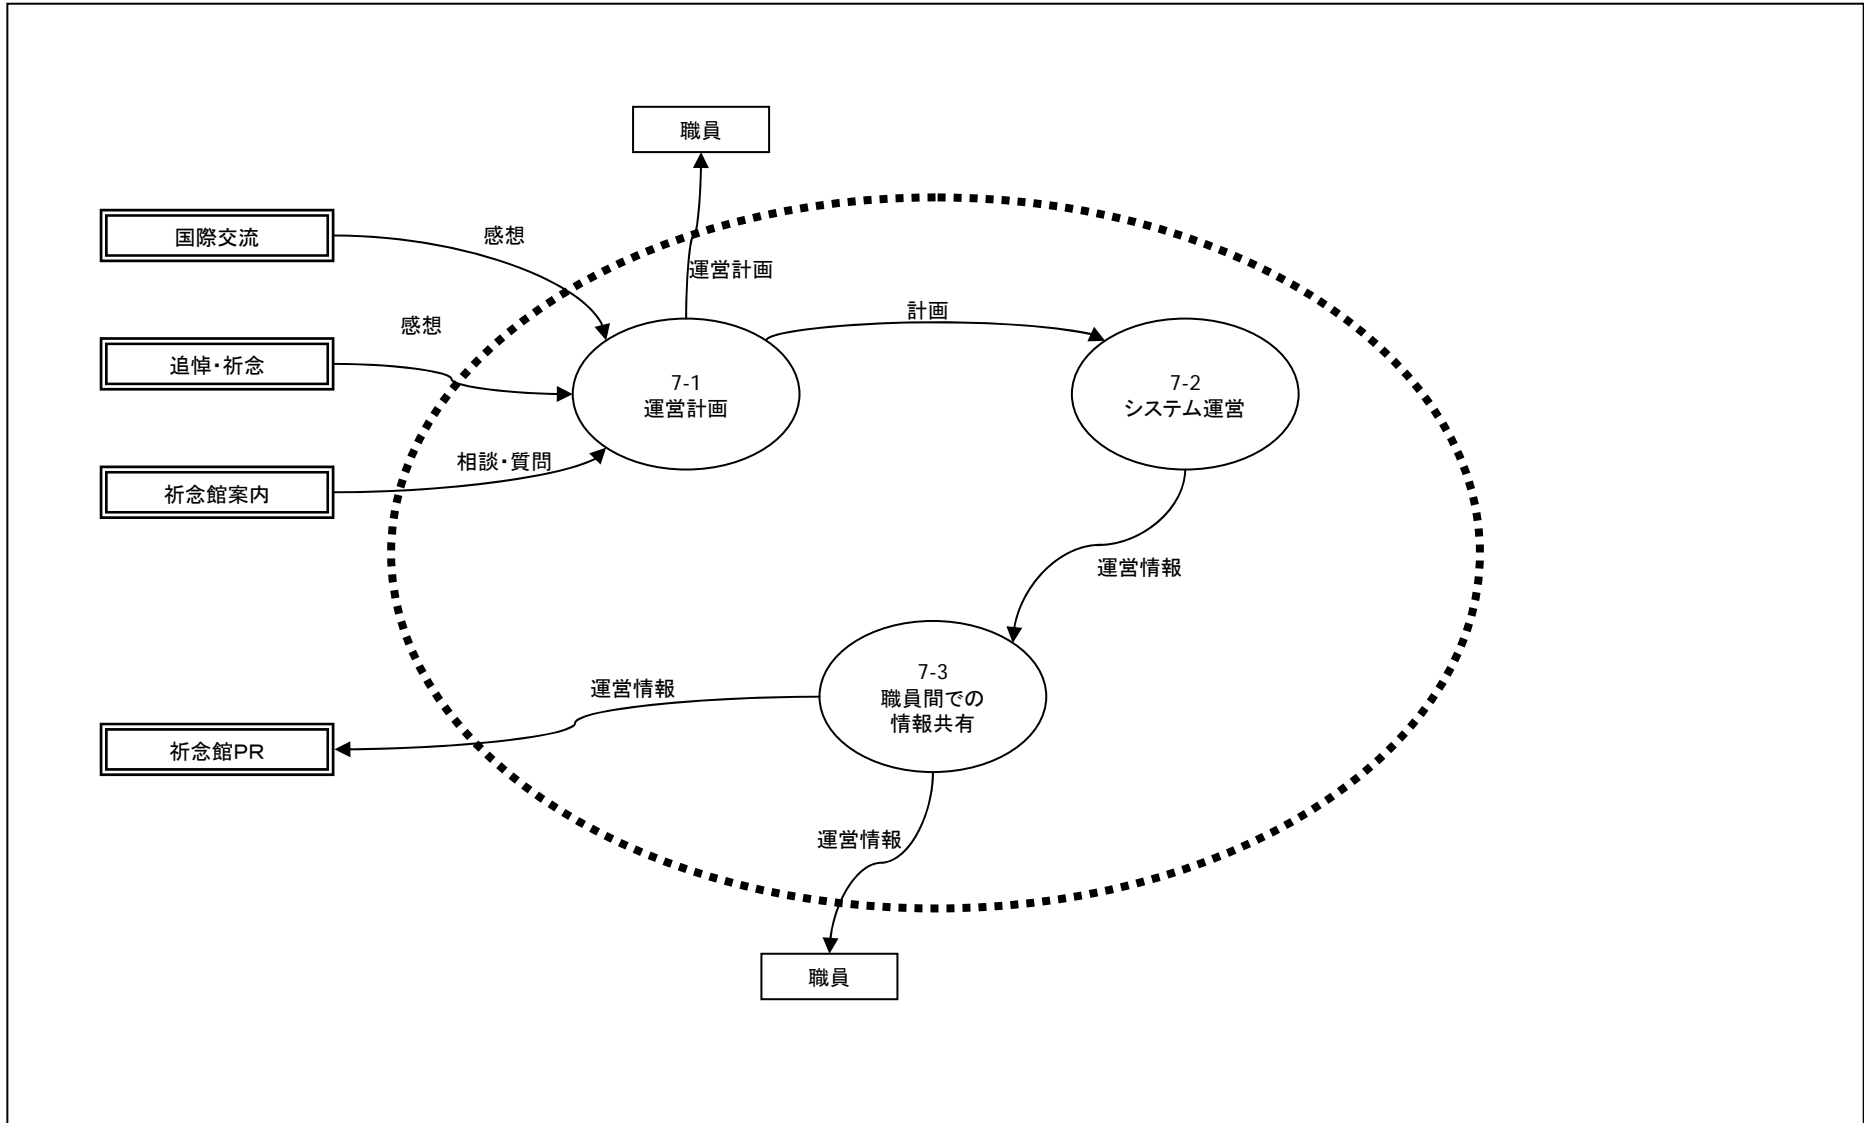 職員
国際交流
感想
運営計画
計画
感想
追悼・祈念
7-1
運営計画
7-2
システム運営
相談・質問
祈念館案内
運営情報
7-3
職員間での
情報共有
運営情報
祈念館PR
運営情報
職員